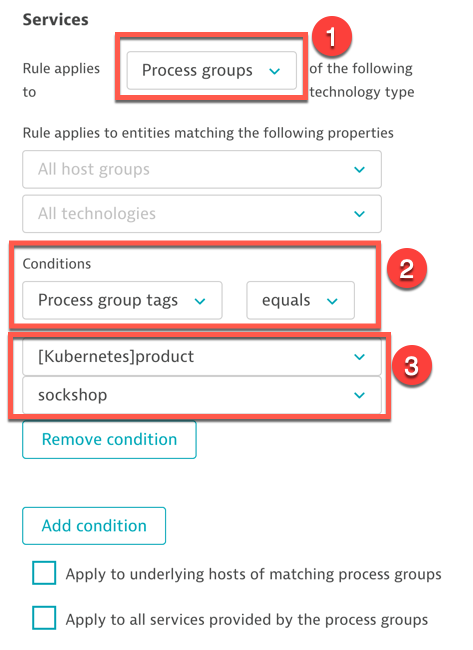 Services
1
Rule applies to
Process groups
of the following technology type
Rule applies to entities matching the following properties
All host groups
All technologies
2
Conditions
Process group tags equals
[Kubernetes]product
3
sockshop
Remove condition
Add condition
Apply to underlying hosts of matching process groups
Apply to all services provided by the process groups